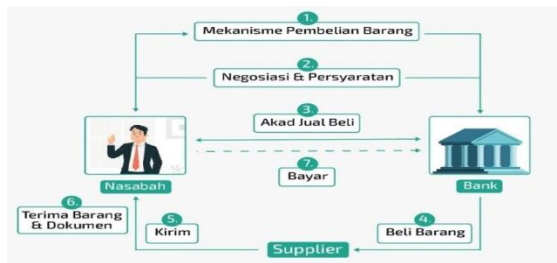 1.
Mekanisme Pembelian Barang
2.
Negosiasi & Persyaratan
3.
Akad Jual Beli
7.
Bayar
Nasabah
Bank
6.
Terima Barang
& Dokumen
5.
Kirim
4.
Beli Barang
Supplier